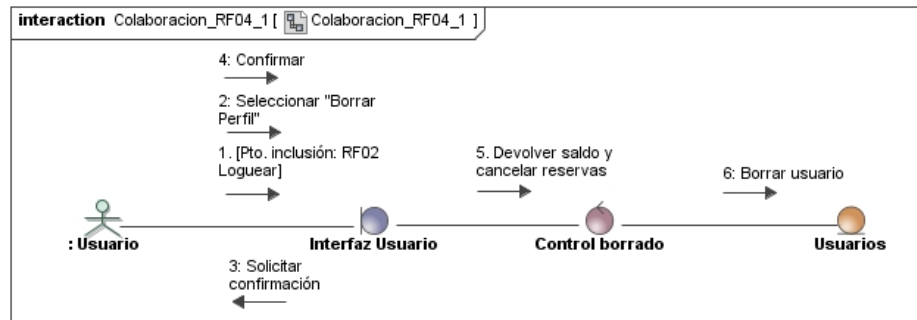 interaction Colaboracion_RF04_1 [ Colaboracion_RF04_1 ]
4: Confirmar
2: Seleccionar "Borrar
Perfil"
1. [Pto. inclusión: RF02
Loguear]
5. Devolver saldo y
cancelar reservas
6: Borrar usuario
: Usuario
Interfaz Usuario
Control borrado
Usuarios
3: Solicitar
confirmación